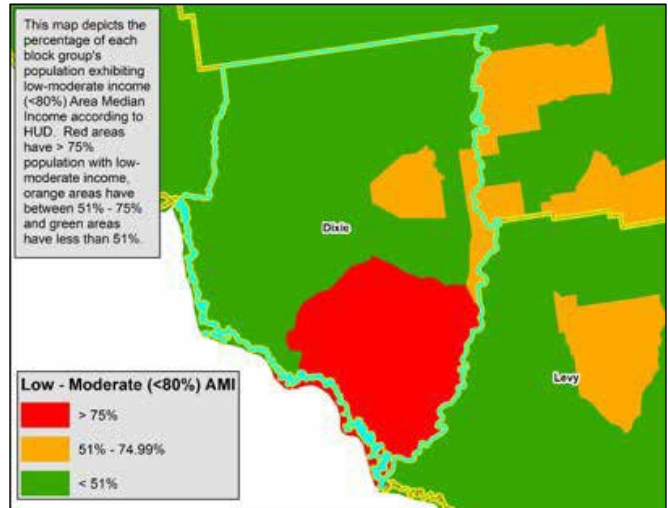 This map depicts the
percentage of each
block group's
population exhibiting
low-moderate income
(<80%) Area Median
Income according to
HUD. Red areas
have > 75%
population with low-
moderate income,
orange areas have
between 51% - 75%
and green areas
have less than 51%.
Dixie
Levy
Low - Moderate (<80%) AMI
> 75%
51% - 74.99%
< 51%